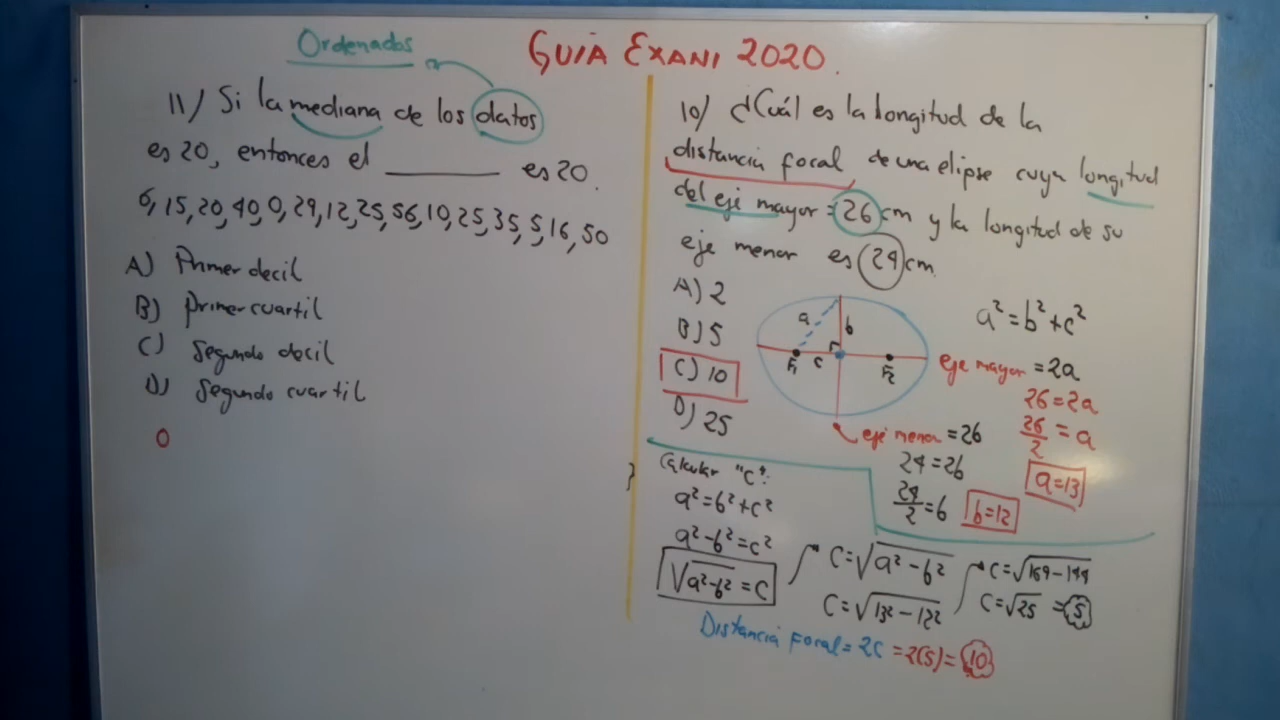 GUIA EXANI 2020.
Ordenados
11/ Si la mediana de los datos
es 20, entonces el ______ es 20.
6, 15, 20, 40, 0, 29, 12, 25, 56, 10, 25, 35, 5, 16, 50
A) Primer decil
B) Primer cuartil
C) Segundo decil
D) Segundo cuartil
0
10/ ¿Cuál es la longitud de la
distancia focal de una elipse cuya longitud
del eje mayor = 26 cm y la longitud de su
eje menor es 24 cm.
A) 2
B) 5
C) 10
D) 25
a b c F1 F2
a²=b²+c²
eje mayor = 2a
26=2a
26/2 = a
a=13
eje menor = 2b
24=2b
24/2=b b=12
Calcular "C":
a²=b²+c²
a²-b²=c²
√a²-b² = C
C=√a²-b²
C=√13²-12²
C=√169-144
C=√25 = 5
Distancia focal = 2C = 2(5) = 10